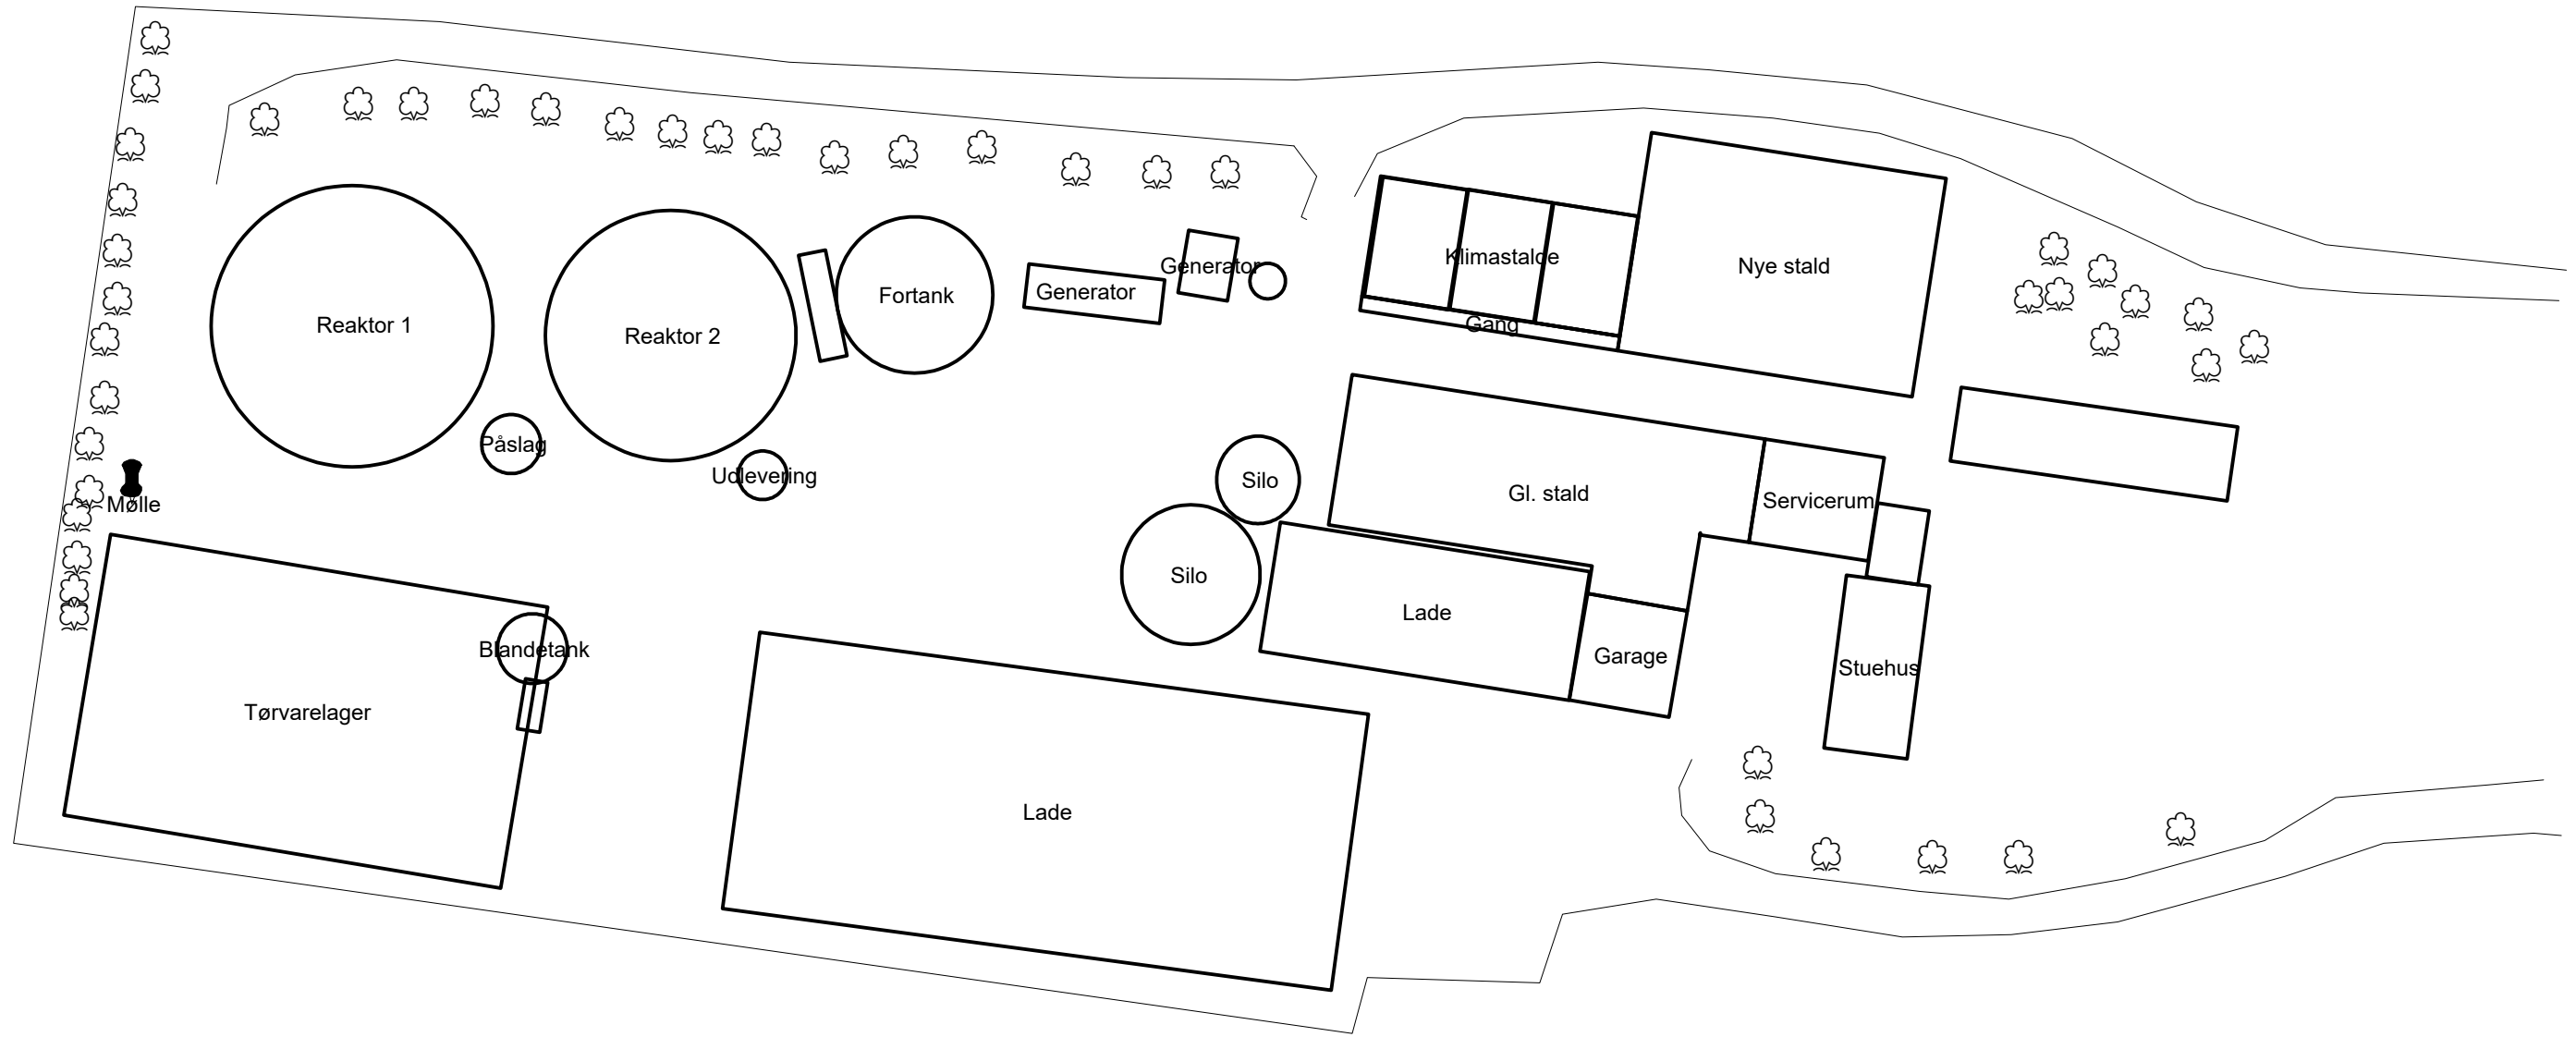 Klimastalde
Nye stald
Generator
Generator
Fortank
Reaktor 1
Reaktor 2
Gang
Påslag
Udlevering
Silo
Gl. stald
Servicerum
Mølle
Silo
Lade
Blandetank
Garage
Stuehus
Tørvarelager
Lade